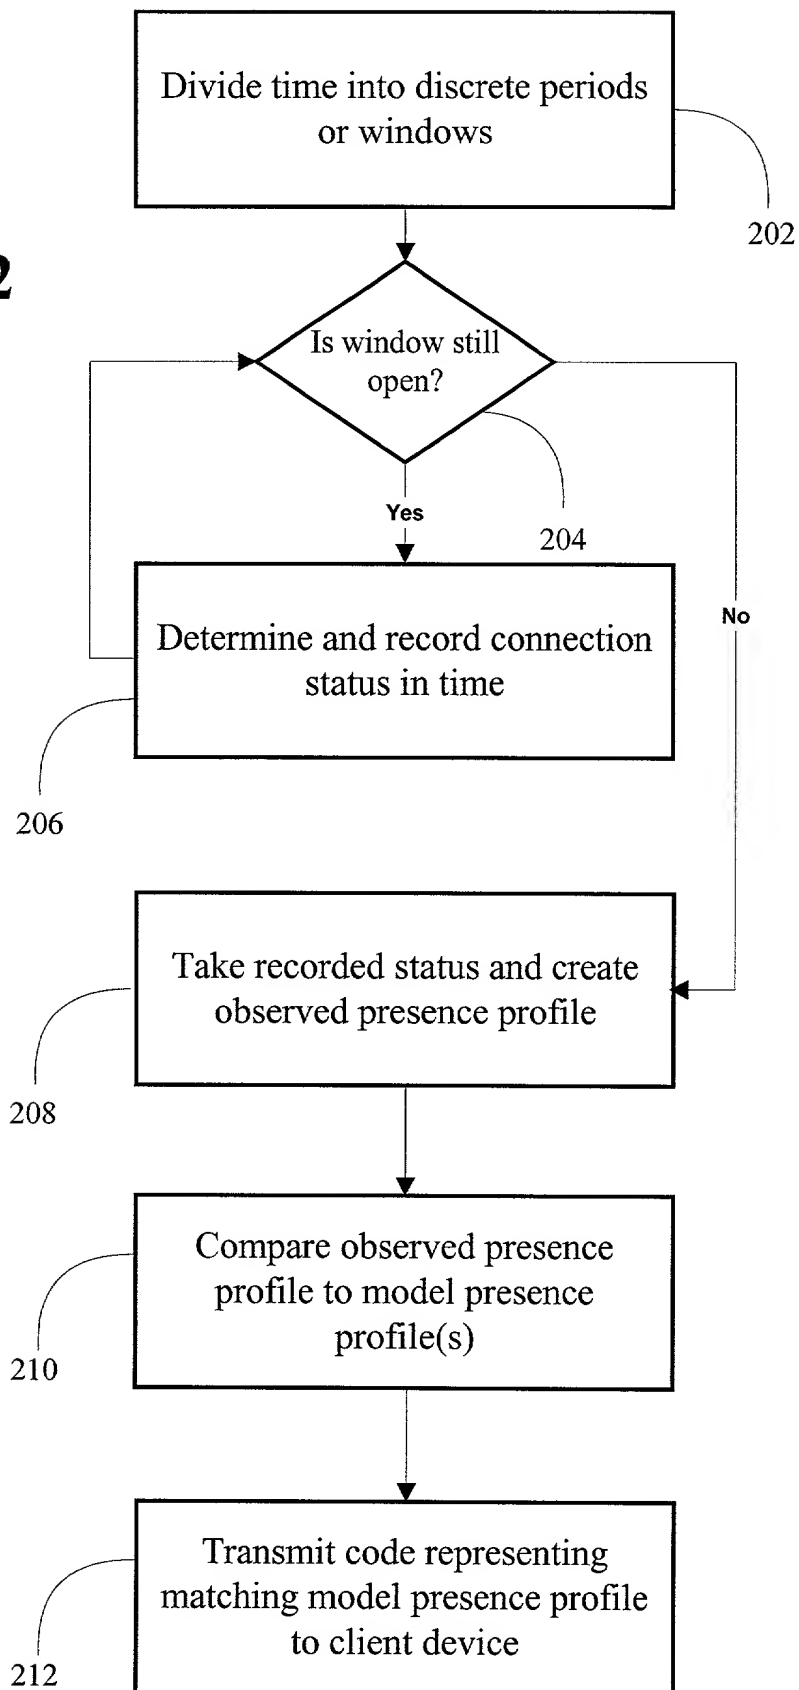 Divide time into discrete periods
or windows
202
2
Is window still
open?
204
Yes
No
Determine and record connection
status in time
206
Take recorded status and create
observed presence profile
208
Compare observed presence
profile to model presence
profile(s)
210
Transmit code representing
matching model presence profile
to client device
212